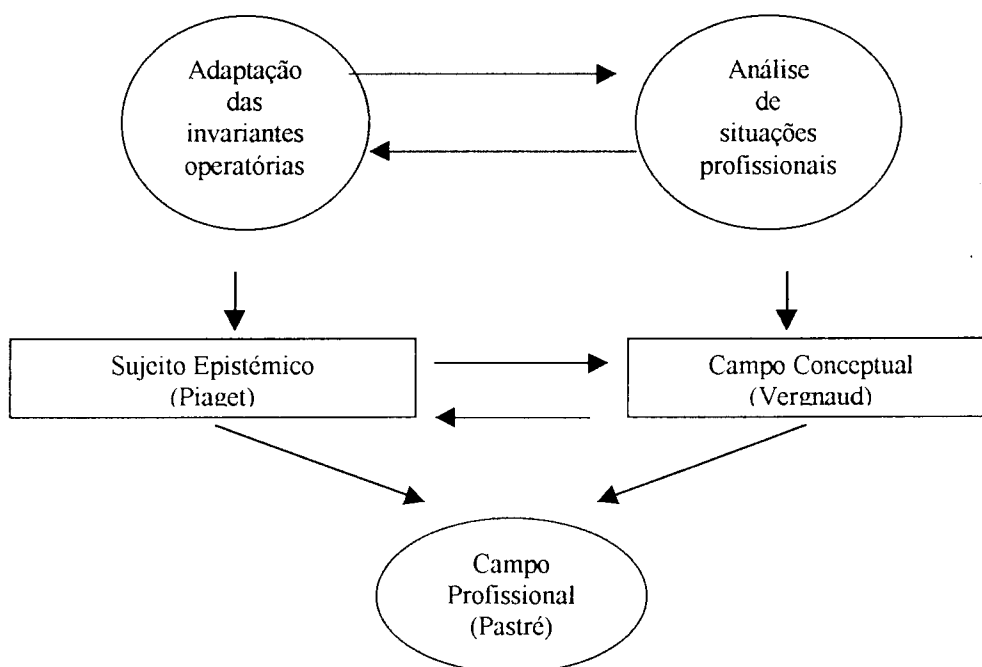 Adaptação
das
invariantes
operatórias
Análise
de
situações
profissionais
Sujeito Epistémico
(Piaget)
Campo Conceptual
(Vergnaud)
Campo
Profissional
(Pastré)